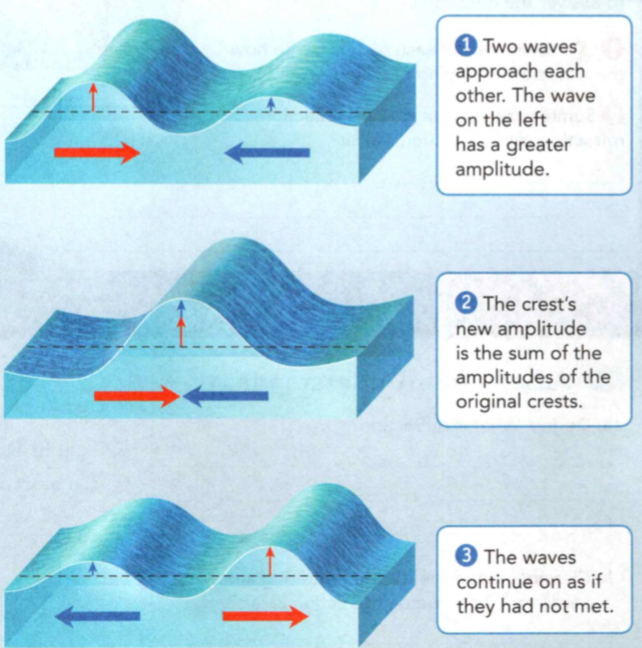 1 Two waves
approach each
other. The wave
on the left
has a greater
amplitude.
2 The crest's
new amplitude
is the sum of the
amplitudes of the
original crests.
3 The waves
continue on as if
they had not met.